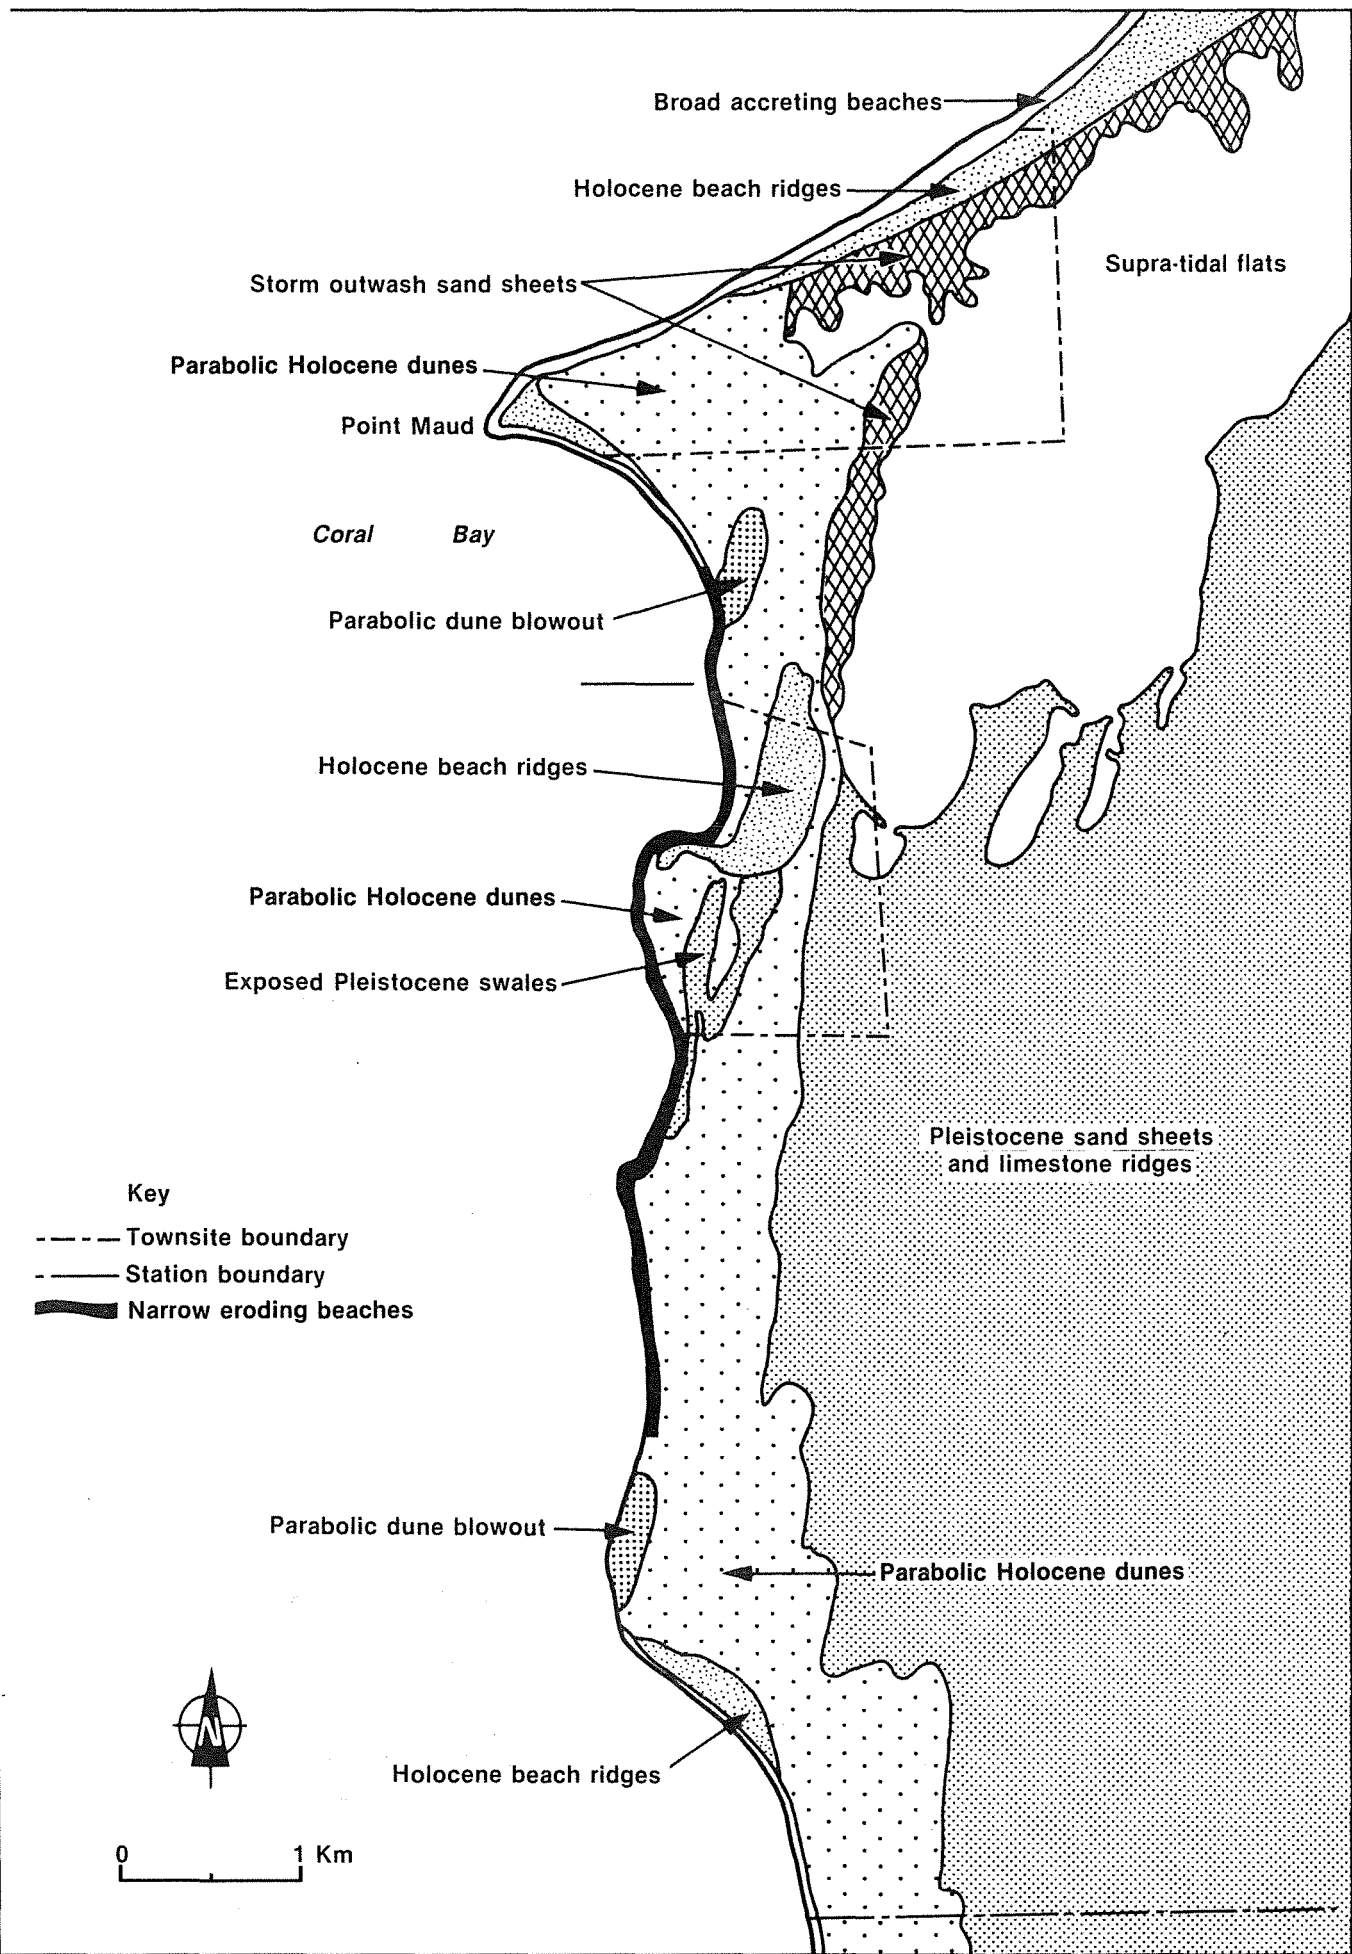 Broad accreting beaches
Holocene beach ridges
Supra-tidal flats
Storm outwash sand sheets
Parabolic Holocene dunes
Point Maud
Coral Bay
Parabolic dune blowout
Holocene beach ridges
Parabolic Holocene dunes
Exposed Pleistocene swales
Pleistocene sand sheets
and limestone ridges
Key
Townsite boundary
Station boundary
Narrow eroding beaches
Parabolic dune blowout
Parabolic Holocene dunes
N
Holocene beach ridges
0 1 Km